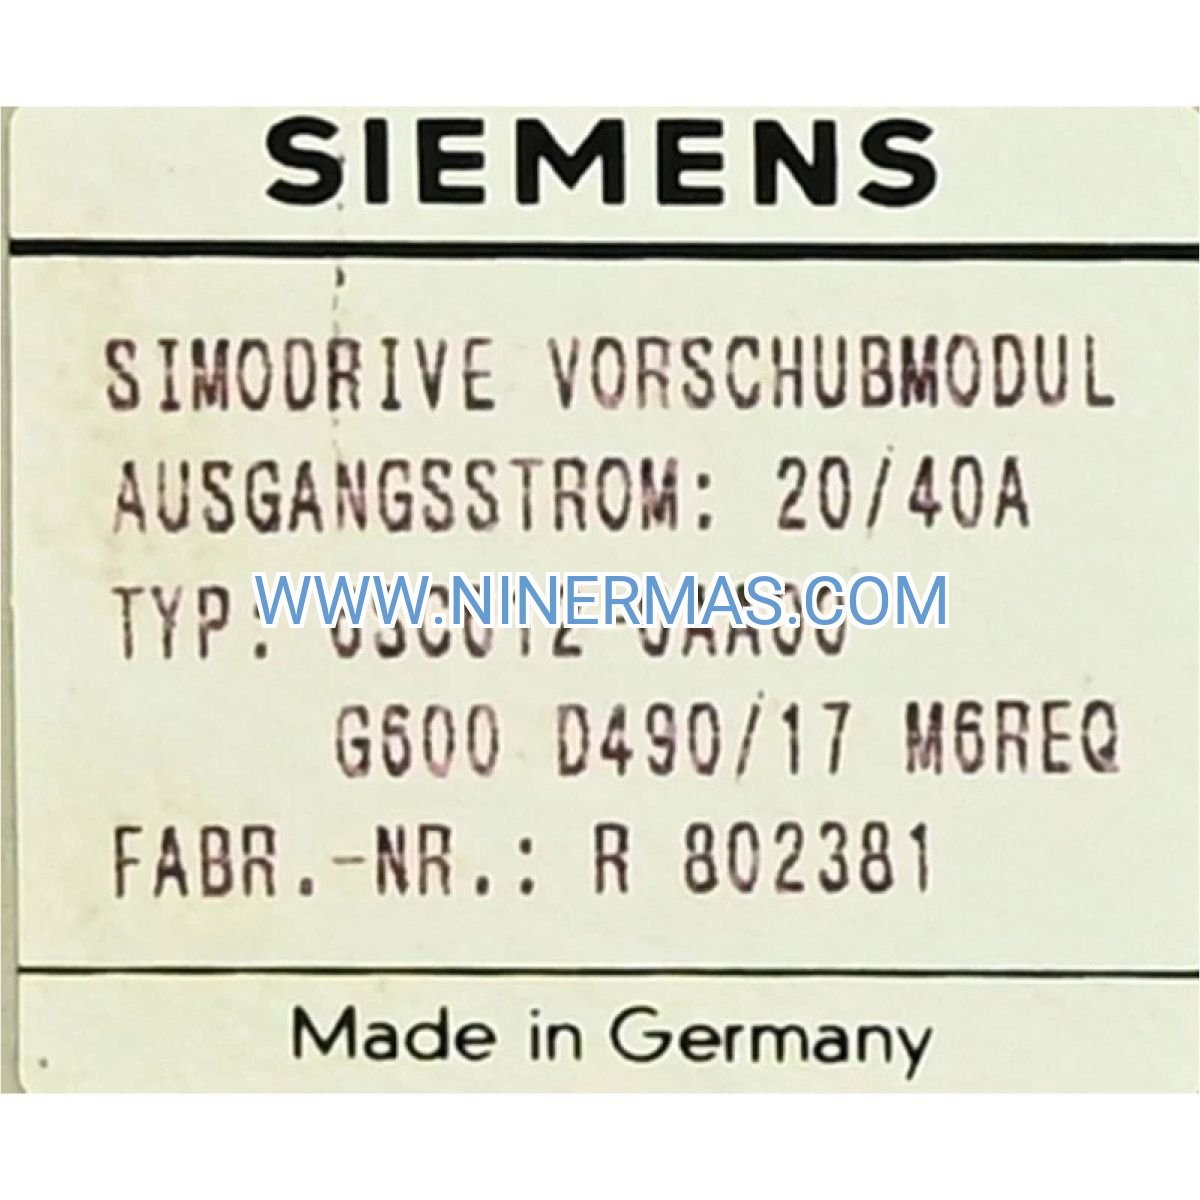 SIEMENS
SIMODRIVE VORSCHUBMODUL
AUSGANGSSTROM: 20/40A
TYP:
WWW.NINERMAS.COM
G600 D490/17 M6REQ
FABR.-NR.: R 802381
Made in Germany